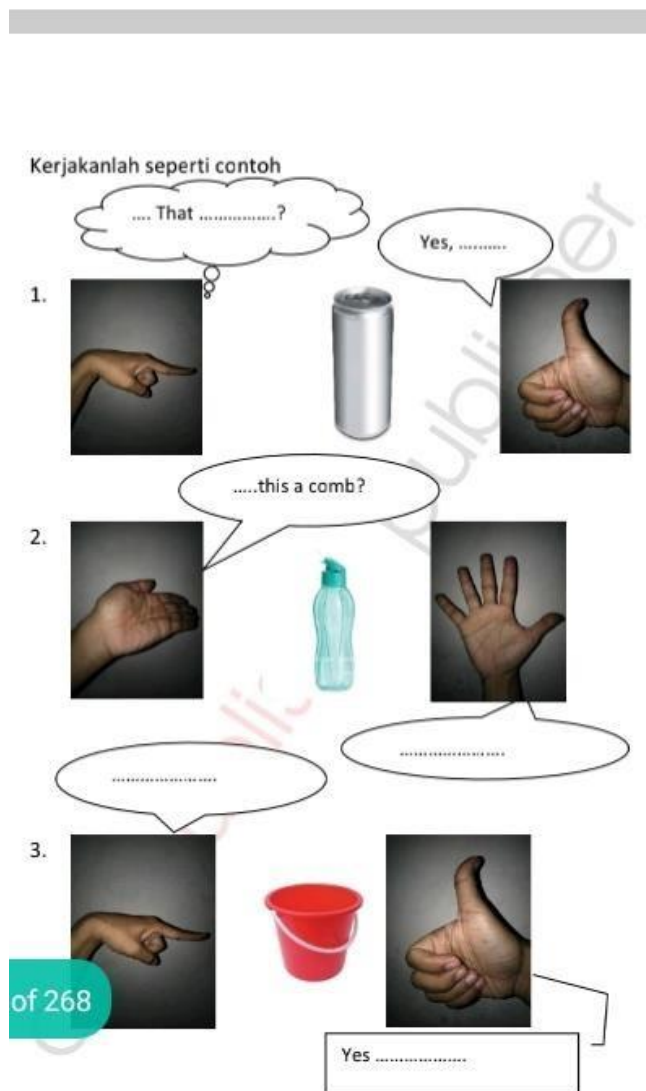 Kerjakanlah seperti contoh
.... That ...............?
Yes, ..........
1.
.....this a comb?
2.
.....................
.....................
3.
of 268
Yes ...................